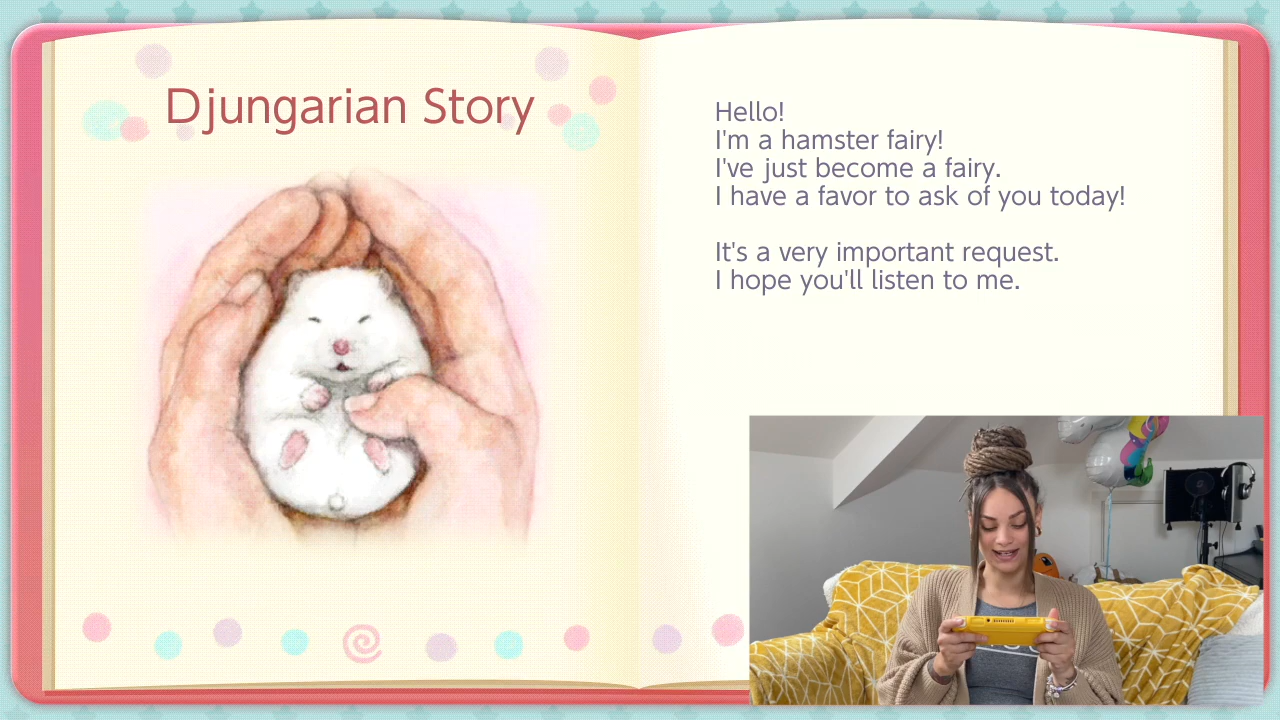 Djungarian Story
Hello!
I'm a hamster fairy!
I've just become a fairy.
I have a favor to ask of you today!
It's a very important request.
I hope you'll listen to me.